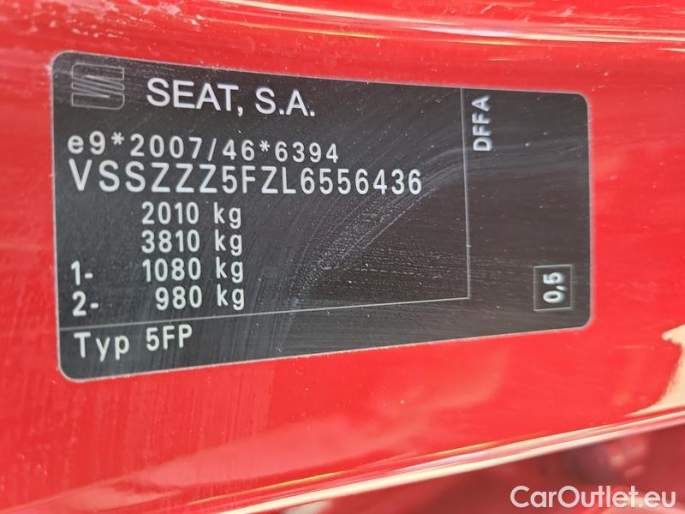 SEAT, S.A.
e9*2007/46*6394
VSSZZZ5FZL6556436
2010 kg
3810 kg
1- 1080 kg
2- 980 kg
Typ 5FP
DFFA
0,5
CarOutlet.eu